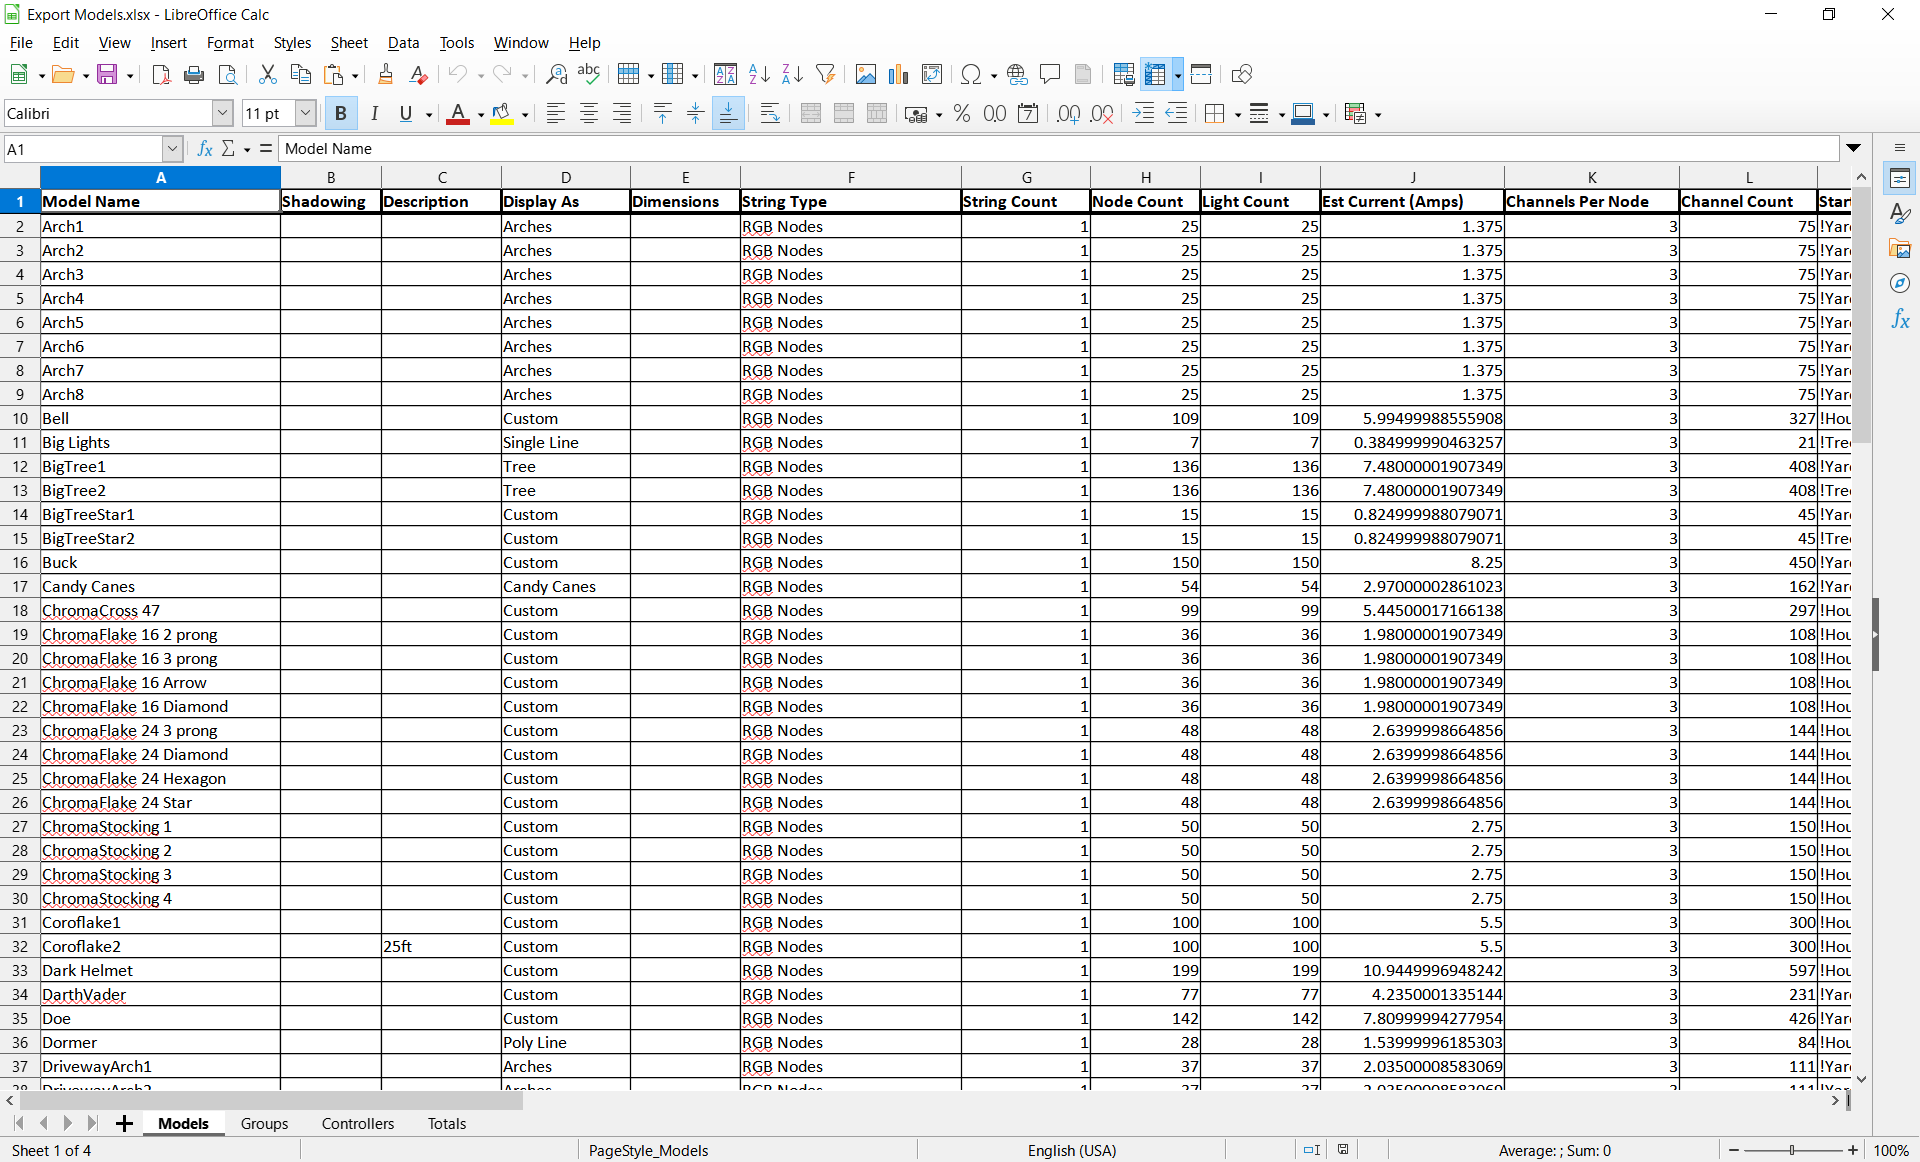 Export Models.xlsx - LibreOffice Calc
File Edit View Insert Format Styles Sheet Data Tools Window Help
Calibri 11 pt
A1 Model Name
A B C D E F G H I J K L
1 Model Name Shadowing Description Display As Dimensions String Type String Count Node Count Light Count Est Current (Amps) Channels Per Node Channel Count Star
2 Arch1 Arches RGB Nodes 1 25 25 1.375 3 75 !Yar
3 Arch2 Arches RGB Nodes 1 25 25 1.375 3 75 !Yar
4 Arch3 Arches RGB Nodes 1 25 25 1.375 3 75 !Yar
5 Arch4 Arches RGB Nodes 1 25 25 1.375 3 75 !Yar
6 Arch5 Arches RGB Nodes 1 25 25 1.375 3 75 !Yar
7 Arch6 Arches RGB Nodes 1 25 25 1.375 3 75 !Yar
8 Arch7 Arches RGB Nodes 1 25 25 1.375 3 75 !Yar
9 Arch8 Arches RGB Nodes 1 25 25 1.375 3 75 !Yar
10 Bell Custom RGB Nodes 1 109 109 5.99499988555908 3 327 !Hou
11 Big Lights Single Line RGB Nodes 1 7 7 0.384999990463257 3 21 !Tre
12 BigTree1 Tree RGB Nodes 1 136 136 7.48000001907349 3 408 !Yar
13 BigTree2 Tree RGB Nodes 1 136 136 7.48000001907349 3 408 !Tre
14 BigTreeStar1 Custom RGB Nodes 1 15 15 0.824999988079071 3 45 !Yar
15 BigTreeStar2 Custom RGB Nodes 1 15 15 0.824999988079071 3 45 !Tre
16 Buck Custom RGB Nodes 1 150 150 8.25 3 450 !Yar
17 Candy Canes Candy Canes RGB Nodes 1 54 54 2.97000002861023 3 162 !Yar
18 ChromaCross 47 Custom RGB Nodes 1 99 99 5.44500017166138 3 297 !Hou
19 ChromaFlake 16 2 prong Custom RGB Nodes 1 36 36 1.98000001907349 3 108 !Hou
20 ChromaFlake 16 3 prong Custom RGB Nodes 1 36 36 1.98000001907349 3 108 !Hou
21 ChromaFlake 16 Arrow Custom RGB Nodes 1 36 36 1.98000001907349 3 108 !Hou
22 ChromaFlake 16 Diamond Custom RGB Nodes 1 36 36 1.98000001907349 3 108 !Hou
23 ChromaFlake 24 3 prong Custom RGB Nodes 1 48 48 2.6399998664856 3 144 !Hou
24 ChromaFlake 24 Diamond Custom RGB Nodes 1 48 48 2.6399998664856 3 144 !Hou
25 ChromaFlake 24 Hexagon Custom RGB Nodes 1 48 48 2.6399998664856 3 144 !Hou
26 ChromaFlake 24 Star Custom RGB Nodes 1 48 48 2.6399998664856 3 144 !Hou
27 ChromaStocking 1 Custom RGB Nodes 1 50 50 2.75 3 150 !Hou
28 ChromaStocking 2 Custom RGB Nodes 1 50 50 2.75 3 150 !Hou
29 ChromaStocking 3 Custom RGB Nodes 1 50 50 2.75 3 150 !Hou
30 ChromaStocking 4 Custom RGB Nodes 1 50 50 2.75 3 150 !Hou
31 Coroflake1 Custom RGB Nodes 1 100 100 5.5 3 300 !Hou
32 Coroflake2 25ft Custom RGB Nodes 1 100 100 5.5 3 300 !Hou
33 Dark Helmet Custom RGB Nodes 1 199 199 10.9449996948242 3 597 !Hou
34 DarthVader Custom RGB Nodes 1 77 77 4.2350001335144 3 231 !Yar
35 Doe Custom RGB Nodes 1 142 142 7.80999994277954 3 426 !Yar
36 Dormer Poly Line RGB Nodes 1 28 28 1.53999996185303 3 84 !Hou
37 DrivewayArch1 Arches RGB Nodes 1 37 37 2.03500008583069 3 111 !Yar
38 DrivewayArch2 Arches RGB Nodes 1 37 37 2.03500008583069 3 111 !Yar
Models Groups Controllers Totals
Sheet 1 of 4 PageStyle_Models English (USA) Average: ; Sum: 0 100%